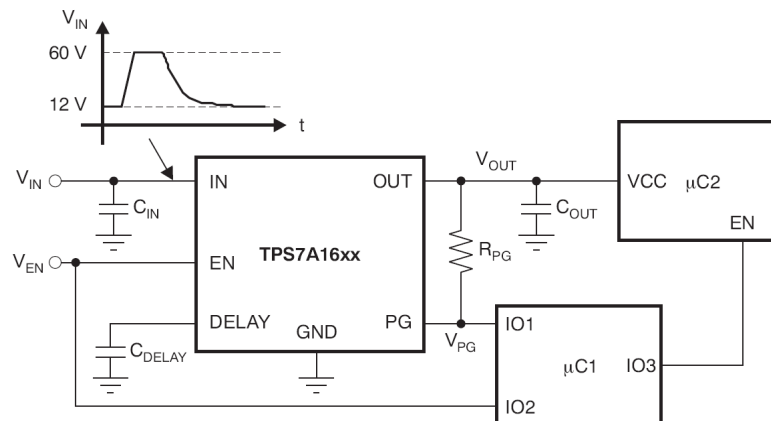 V_IN
60 V
12 V
t
V_IN
C_IN
IN
OUT
V_OUT
C_OUT
VCC
μC2
EN
V_EN
EN
TPS7A16xx
R_PG
DELAY
GND
PG
V_PG
C_DELAY
IO1
μC1
IO3
IO2